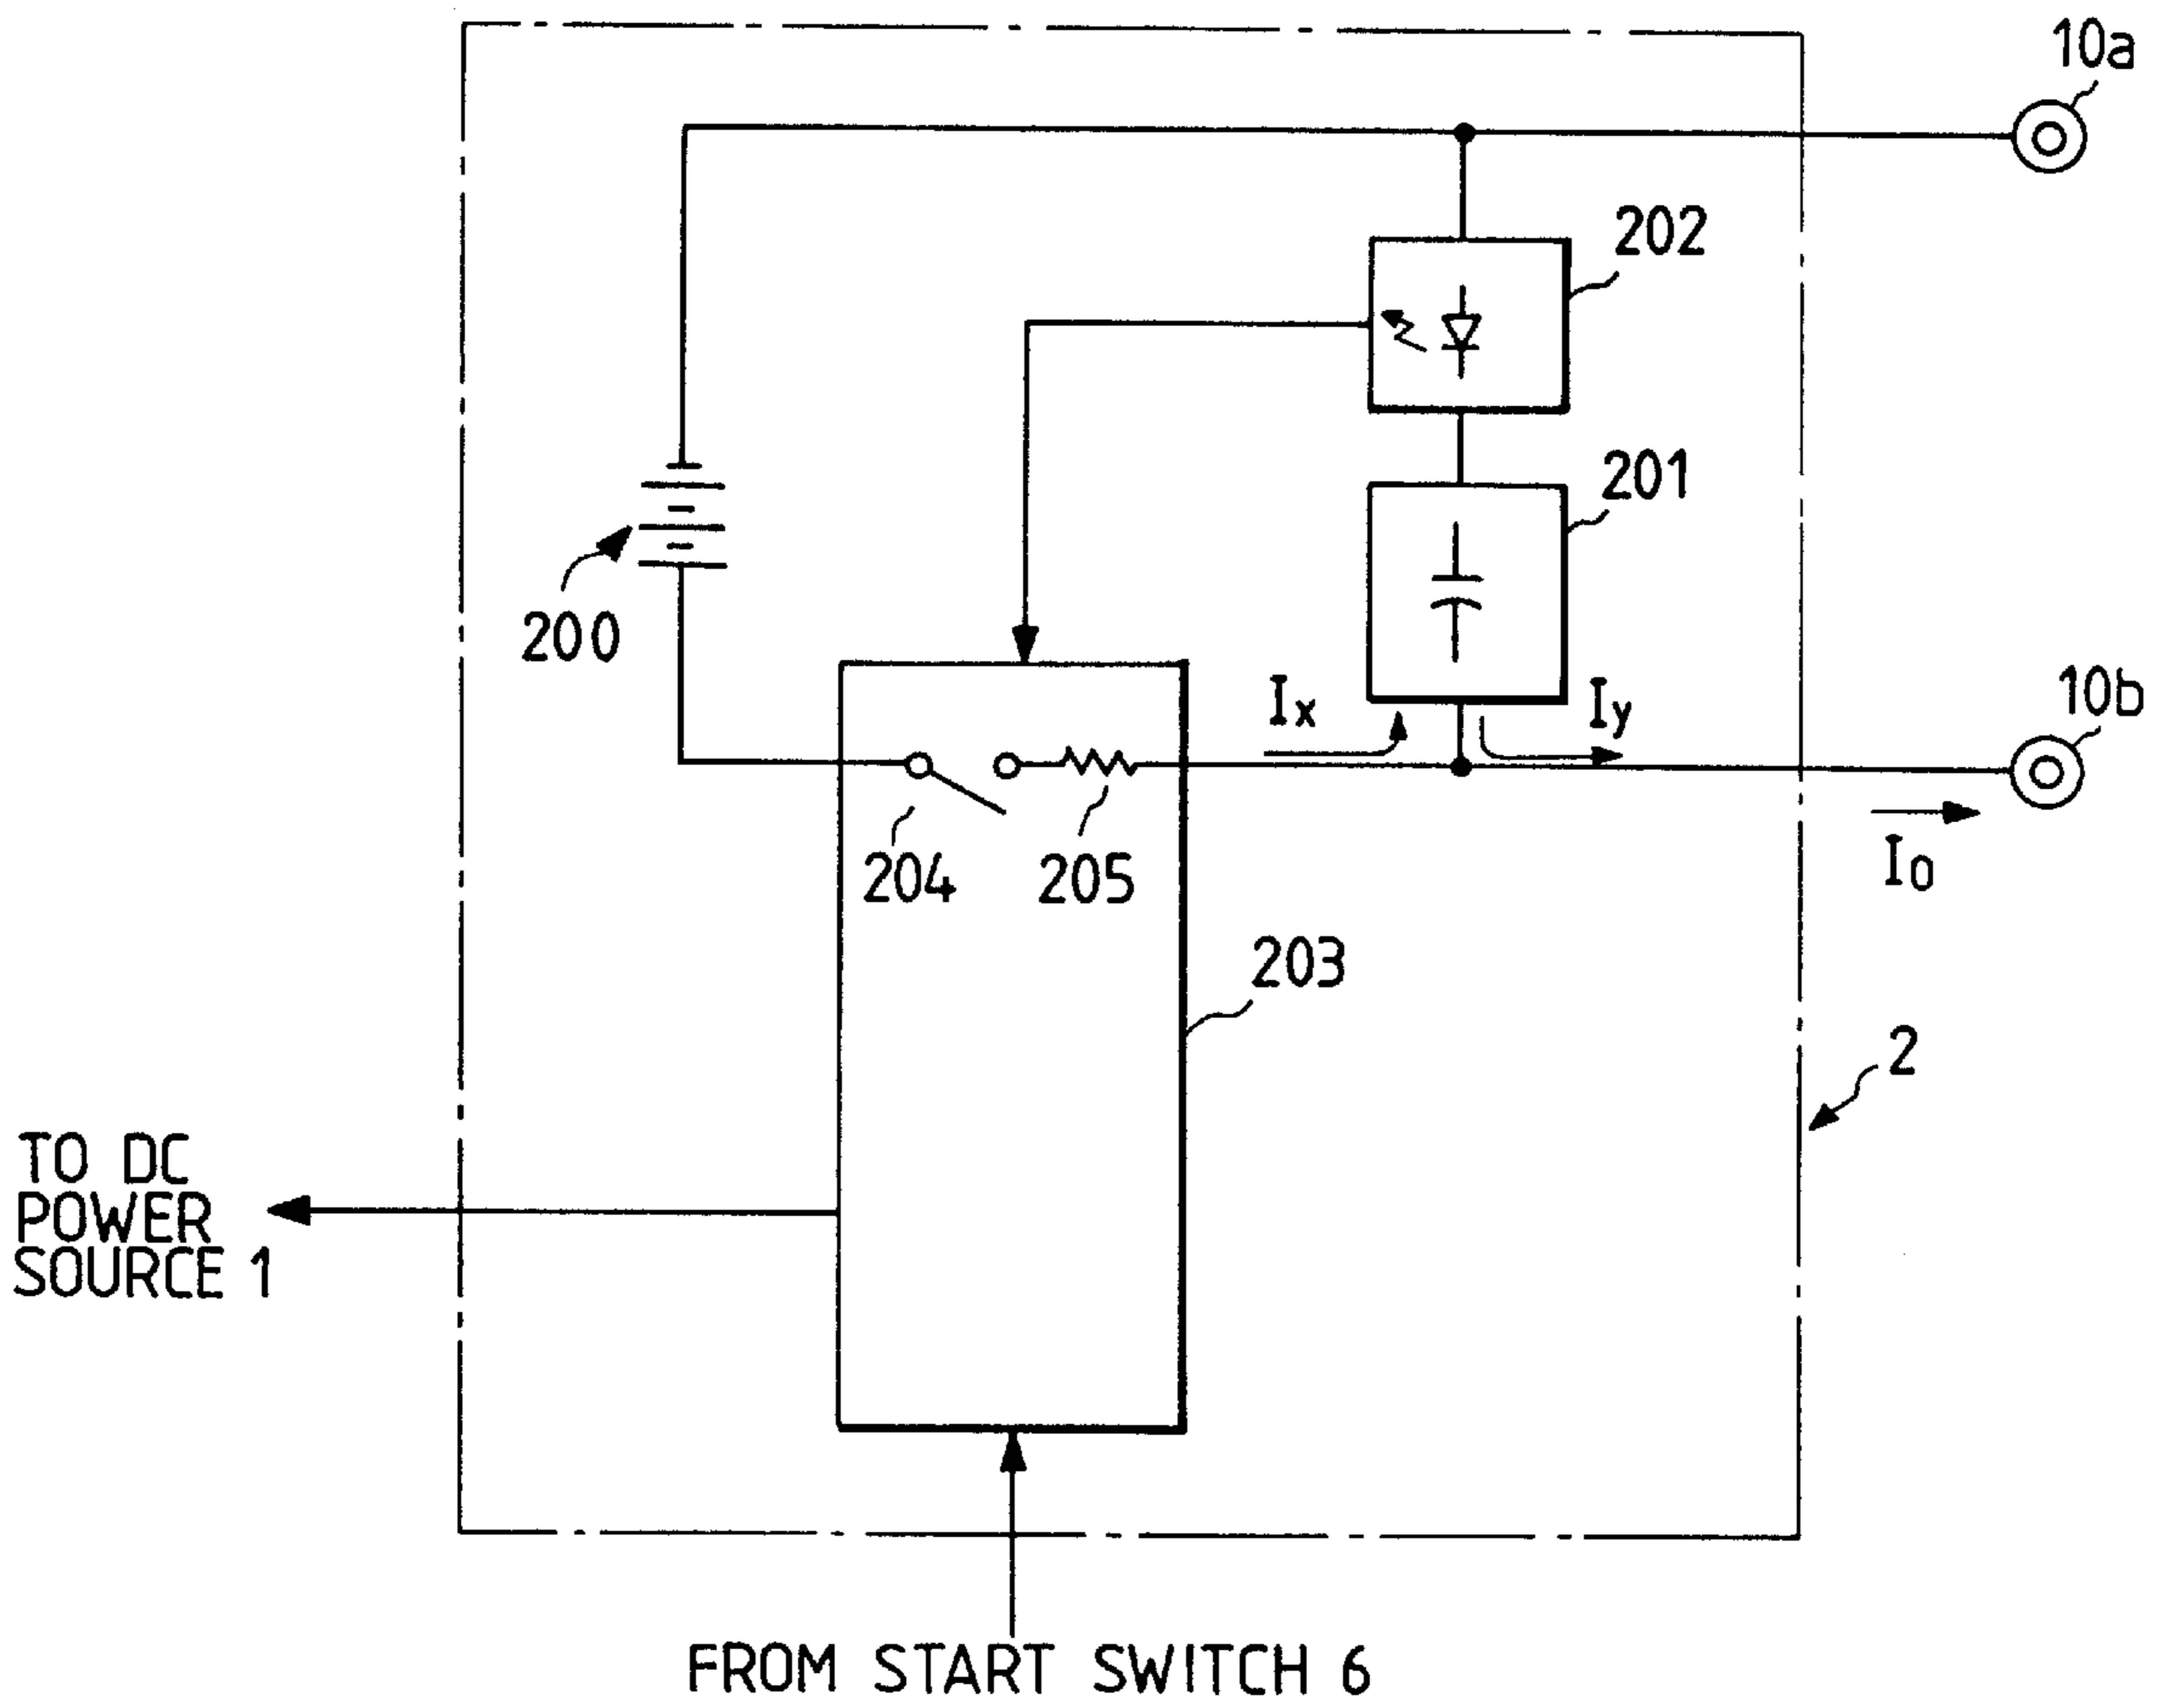 10a
202
201
200
Ix
Iy
10b
204
205
I0
203
2
TO DC
POWER
SOURCE 1
FROM START SWITCH 6